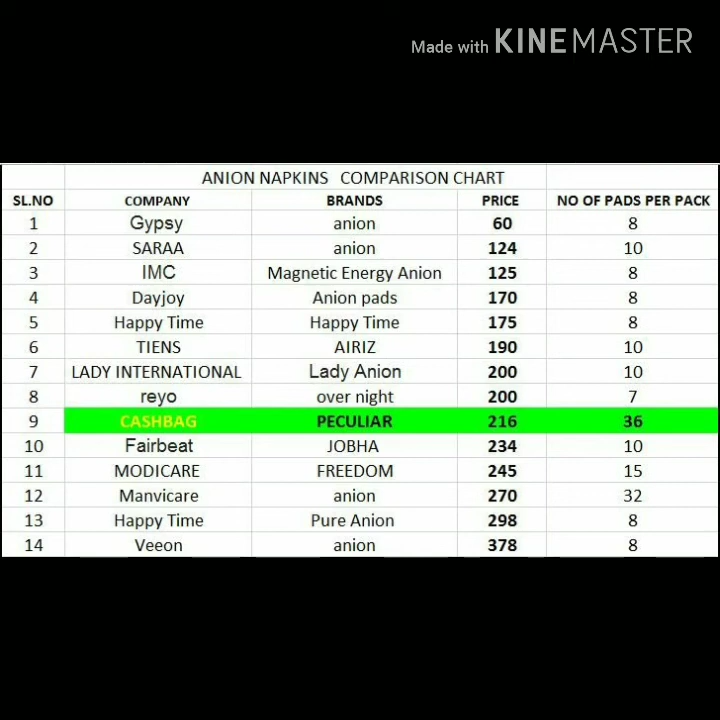 Made with KINEMASTER
ANION NAPKINS COMPARISON CHART
SL.NO COMPANY BRANDS PRICE NO OF PADS PER PACK
1 Gypsy anion 60 8
2 SARAA anion 124 10
3 IMC Magnetic Energy Anion 125 8
4 Dayjoy Anion pads 170 8
5 Happy Time Happy Time 175 8
6 TIENS AIRIZ 190 10
7 LADY INTERNATIONAL Lady Anion 200 10
8 reyo over night 200 7
9 CASHBAG PECULIAR 216 36
10 Fairbeat JOBHA 234 10
11 MODICARE FREEDOM 245 15
12 Manvicare anion 270 32
13 Happy Time Pure Anion 298 8
14 Veeon anion 378 8